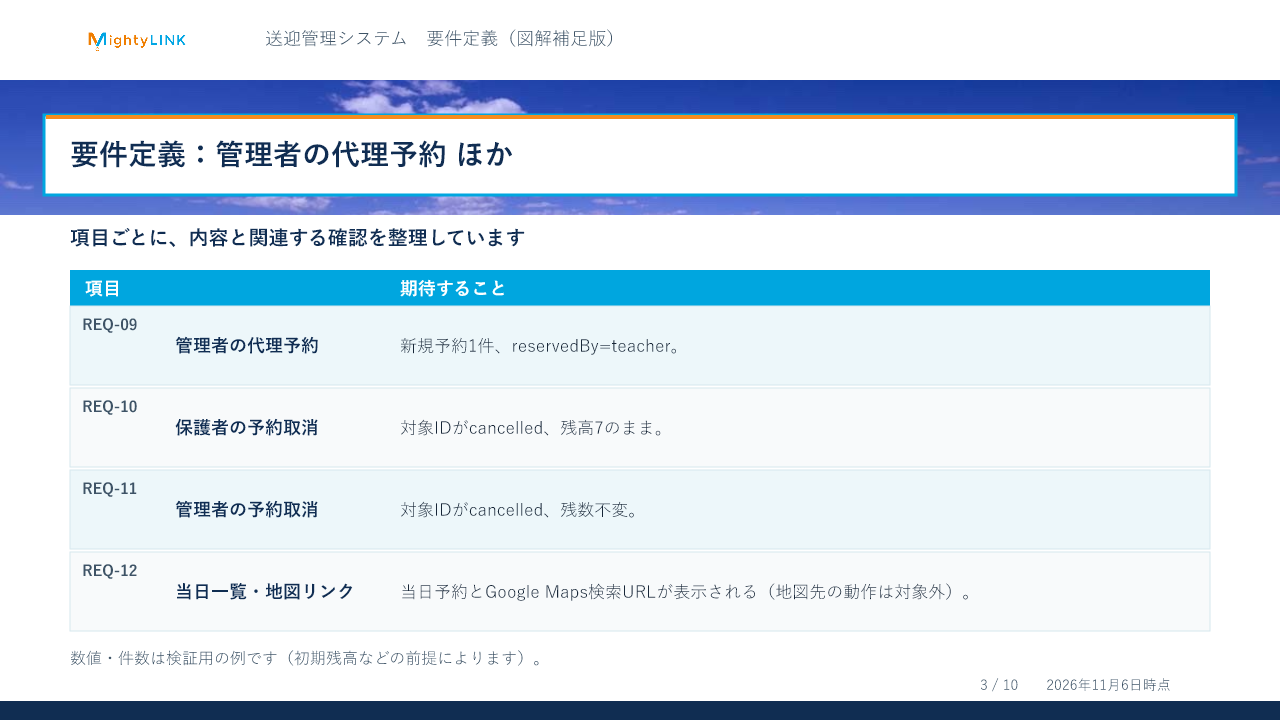 MightyLINK
送迎管理システム 要件定義（図解補足版）
要件定義：管理者の代理予約 ほか
項目ごとに、内容と関連する確認を整理しています
項目 期待すること
REQ-09
管理者の代理予約 新規予約1件、reservedBy=teacher。
REQ-10
保護者の予約取消 対象IDがcancelled、残高7のまま。
REQ-11
管理者の予約取消 対象IDがcancelled、残数不変。
REQ-12
当日一覧・地図リンク 当日予約とGoogle Maps検索URLが表示される（地図先の動作は対象外）。
数値・件数は検証用の例です（初期残高などの前提によります）。
3 / 10 2026年11月6日時点